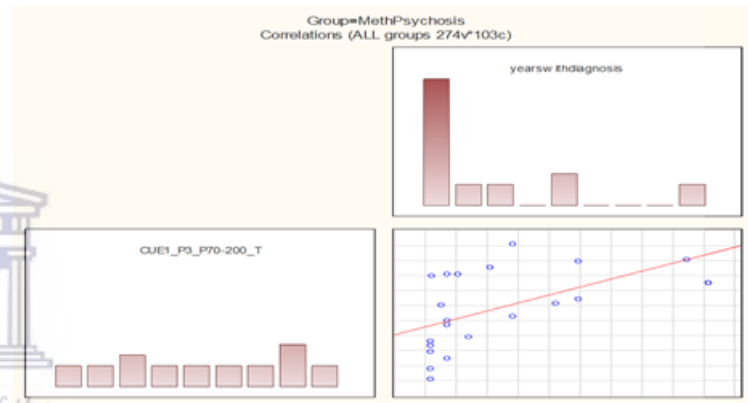 Group=MethPsychosis
Correlations (ALL groups 274v*103c)
yearswithdiagnosis
CUE1_P3_P70-200_T